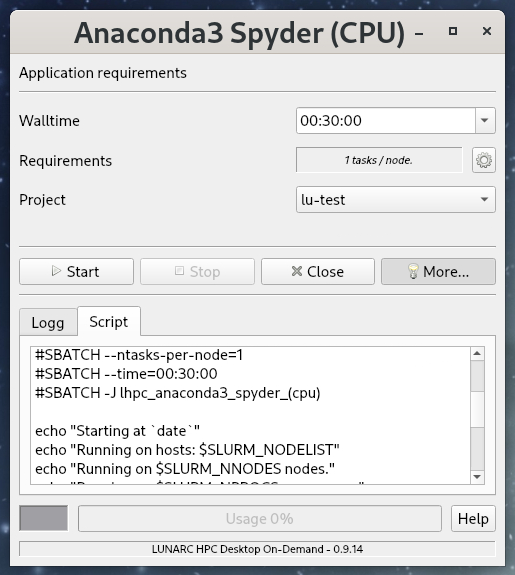 Anaconda3 Spyder (CPU)
Application requirements
Walltime 00:30:00
Requirements 1 tasks / node.
Project lu-test
Start Stop Close More...
Logg Script
#SBATCH --ntasks-per-node=1
#SBATCH --time=00:30:00
#SBATCH -J lhpc_anaconda3_spyder_(cpu)
echo "Starting at `date`"
echo "Running on hosts: $SLURM_NODELIST"
echo "Running on $SLURM_NNODES nodes."
Usage 0% Help
LUNARC HPC Desktop On-Demand - 0.9.14